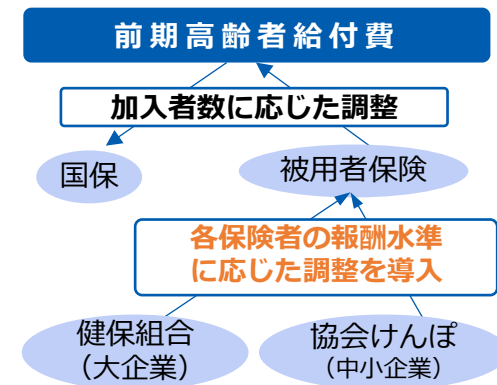 前期高齢者給付費
加入者数に応じた調整
国保
被用者保険
各保険者の報酬水準
に応じた調整を導入
健保組合
（大企業）
協会けんぽ
（中小企業）